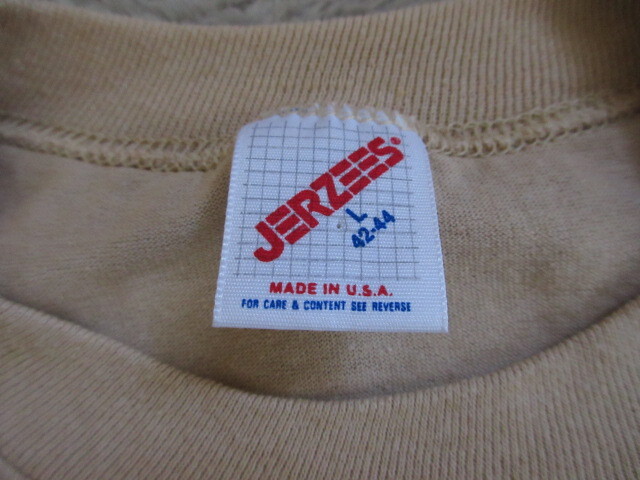 JERZEES
L
42-44
MADE IN U.S.A.
FOR CARE & CONTENT SEE REVERSE